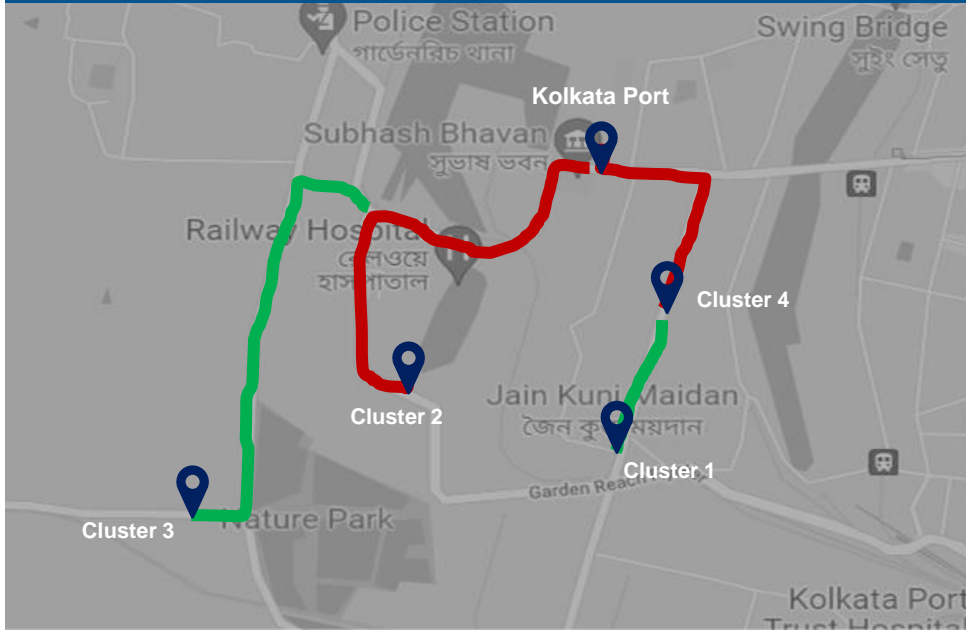 Police Station
গার্ডেনরিচ থানা
Swing Bridge
সুইং সেতু
Kolkata Port
Subhash Bhavan
সুভাষ ভবন
Railway Hospital
রেলওয়ে
হাসপাতাল
Cluster 4
Cluster 2
Jain Kunj Maidan
জৈন
ময়দান
Cluster 1
Garden Reach
Cluster 3
Nature Park
Kolkata Port
Trust Hospital